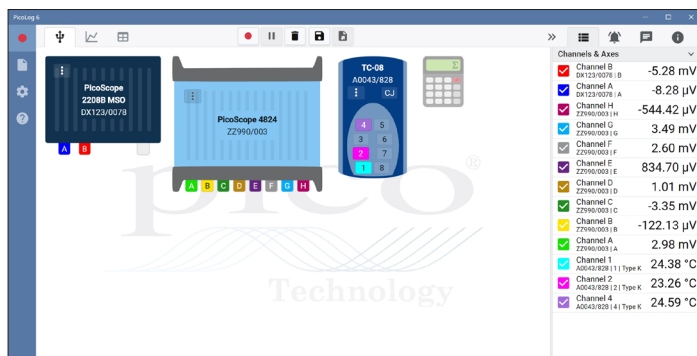 PicoLog 6
PicoScope
2208B MSO
DX123/0078
A B
PicoScope 4824
ZZ990/003
A B C D E F G H
TC-08
A0043/828
CJ
4 5
3 6
2 7
1 8
Σ
pico®
Technology
Channels & Axes
Channel B
DX123/0078 | B
-5.28 mV
Channel A
DX123/0078 | A
-8.28 µV
Channel H
ZZ990/003 | H
-544.42 µV
Channel G
ZZ990/003 | G
3.49 mV
Channel F
ZZ990/003 | F
2.60 mV
Channel E
ZZ990/003 | E
834.70 µV
Channel D
ZZ990/003 | D
1.01 mV
Channel C
ZZ990/003 | C
-3.35 mV
Channel B
ZZ990/003 | B
-122.13 µV
Channel A
ZZ990/003 | A
2.98 mV
Channel 1
A0043/828 | 1 | Type K
24.38 °C
Channel 2
A0043/828 | 2 | Type K
23.26 °C
Channel 4
A0043/828 | 4 | Type K
24.59 °C